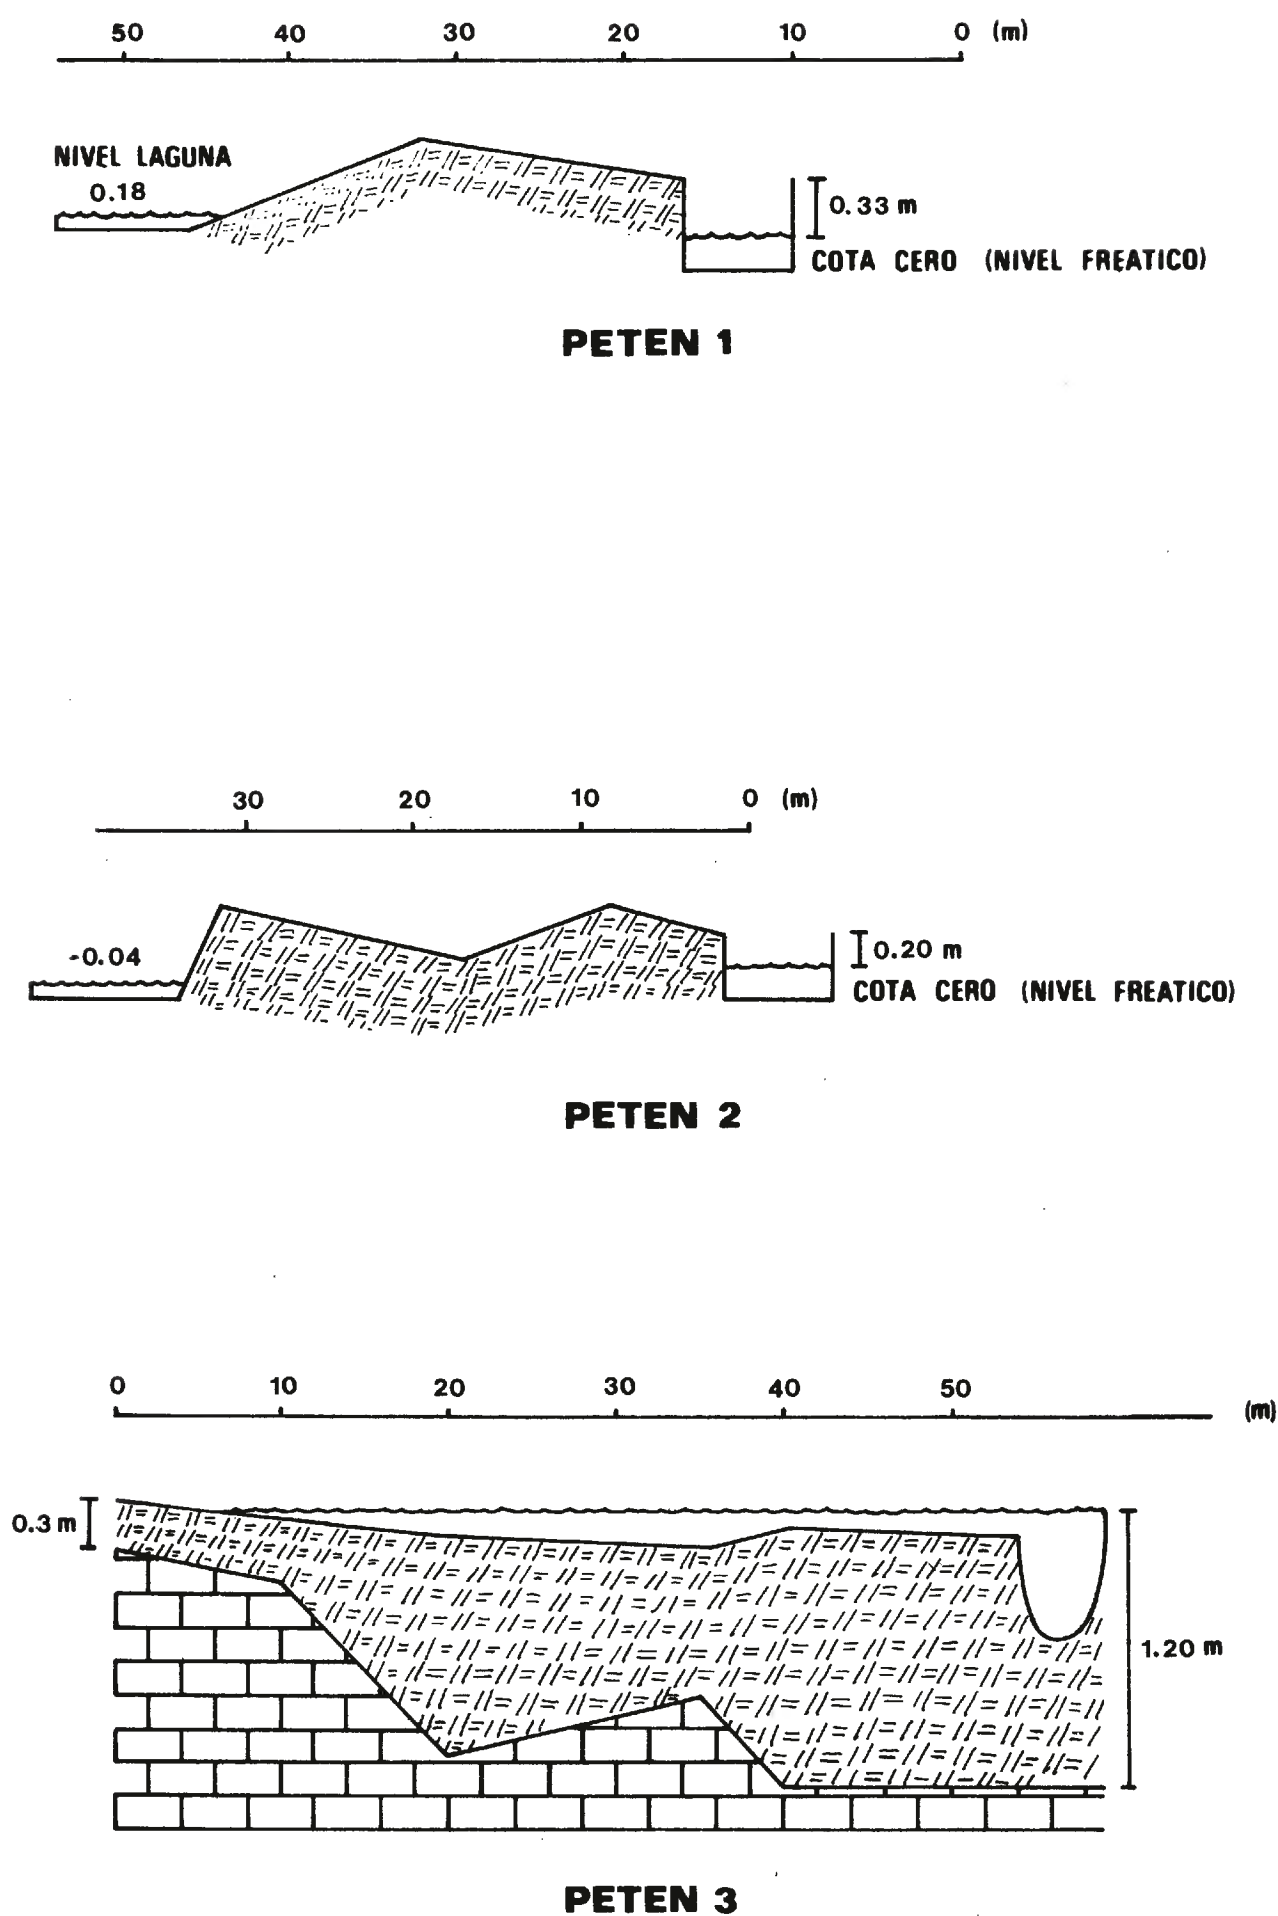 50 40 30 20 10 0 (m)
NIVEL LAGUNA
0.18
0.33 m
COTA CERO (NIVEL FREATICO)
PETEN 1
30 20 10 0 (m)
-0.04
0.20 m
COTA CERO (NIVEL FREATICO)
PETEN 2
0 10 20 30 40 50
(m)
0.3 m
1.20 m
PETEN 3